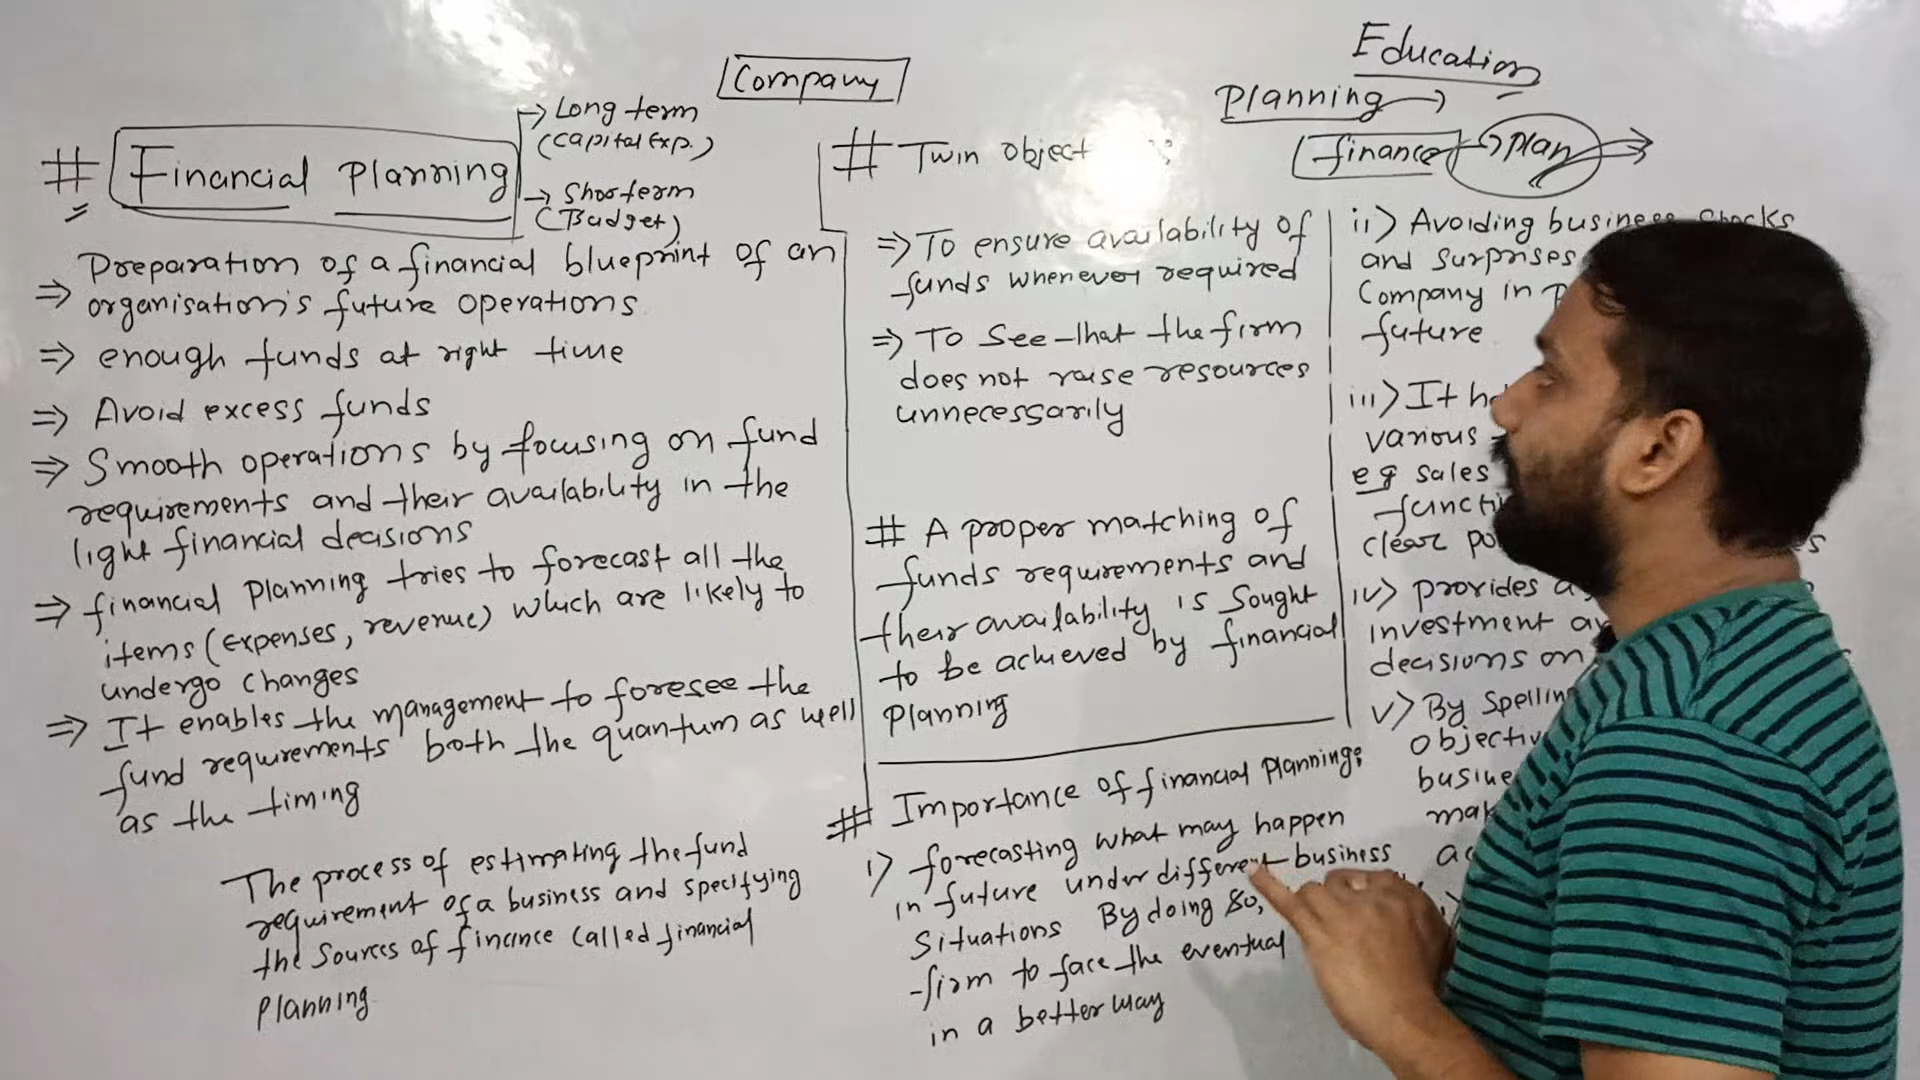 Company
Education
Planning →
finance → plan
# Financial Planning
→ Long term
(Capital Exp.)
→ Shorterm
(Budget)
⇒ Preparation of a financial blueprint of an
organisation's future operations
⇒ enough funds at right time
⇒ Avoid excess funds
⇒ Smooth operations by focusing on fund
requirements and their availability in the
light financial decisions
⇒ financial planning tries to forecast all the
items (expenses, revenue) which are likely to
undergo changes
⇒ It enables the management to foresee the
fund requirements both the quantum as well
as the timing
The process of estimating the fund
requirement of a business and specifying
the sources of finance called financial
planning
# Twin object
⇒ To ensure availability of
funds whenever required
⇒ To see that the firm
does not raise resources
unnecessarily
# A proper matching of
funds requirements and
their availability is sought
to be achieved by financial
planning
# Importance of financial planning:
i) forecasting what may happen
in future under different business
situations By doing so,
firm to face the eventual
in a better way
ii) Avoiding business shocks
and surprises
Company in
future
iii) It
various
eg sales
clear
iv) provides
investment
decisions on
v) By